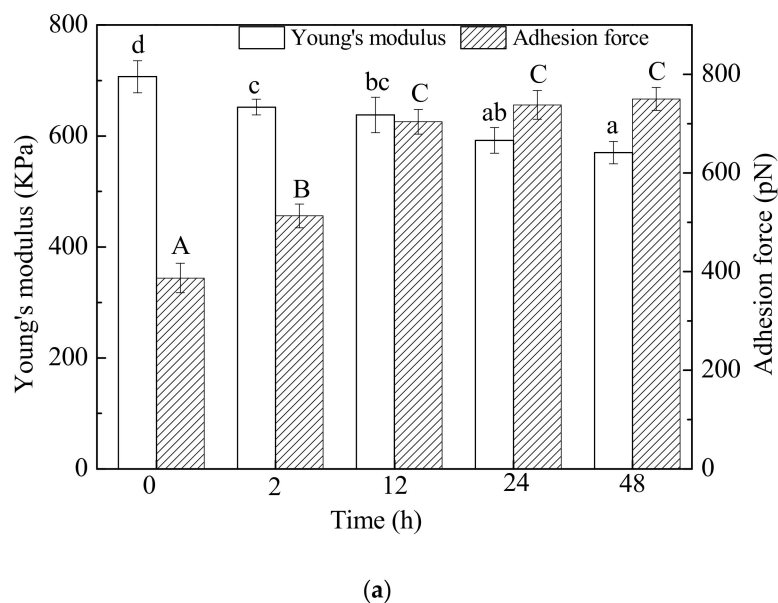 Young's modulus Adhesion force
800
600
400
200
0
Young's modulus (KPa)
d
c
bc
ab
a
A
B
C
C
C
800
600
400
200
0
Adhesion force (pN)
0 2 12 24 48
Time (h)
(a)